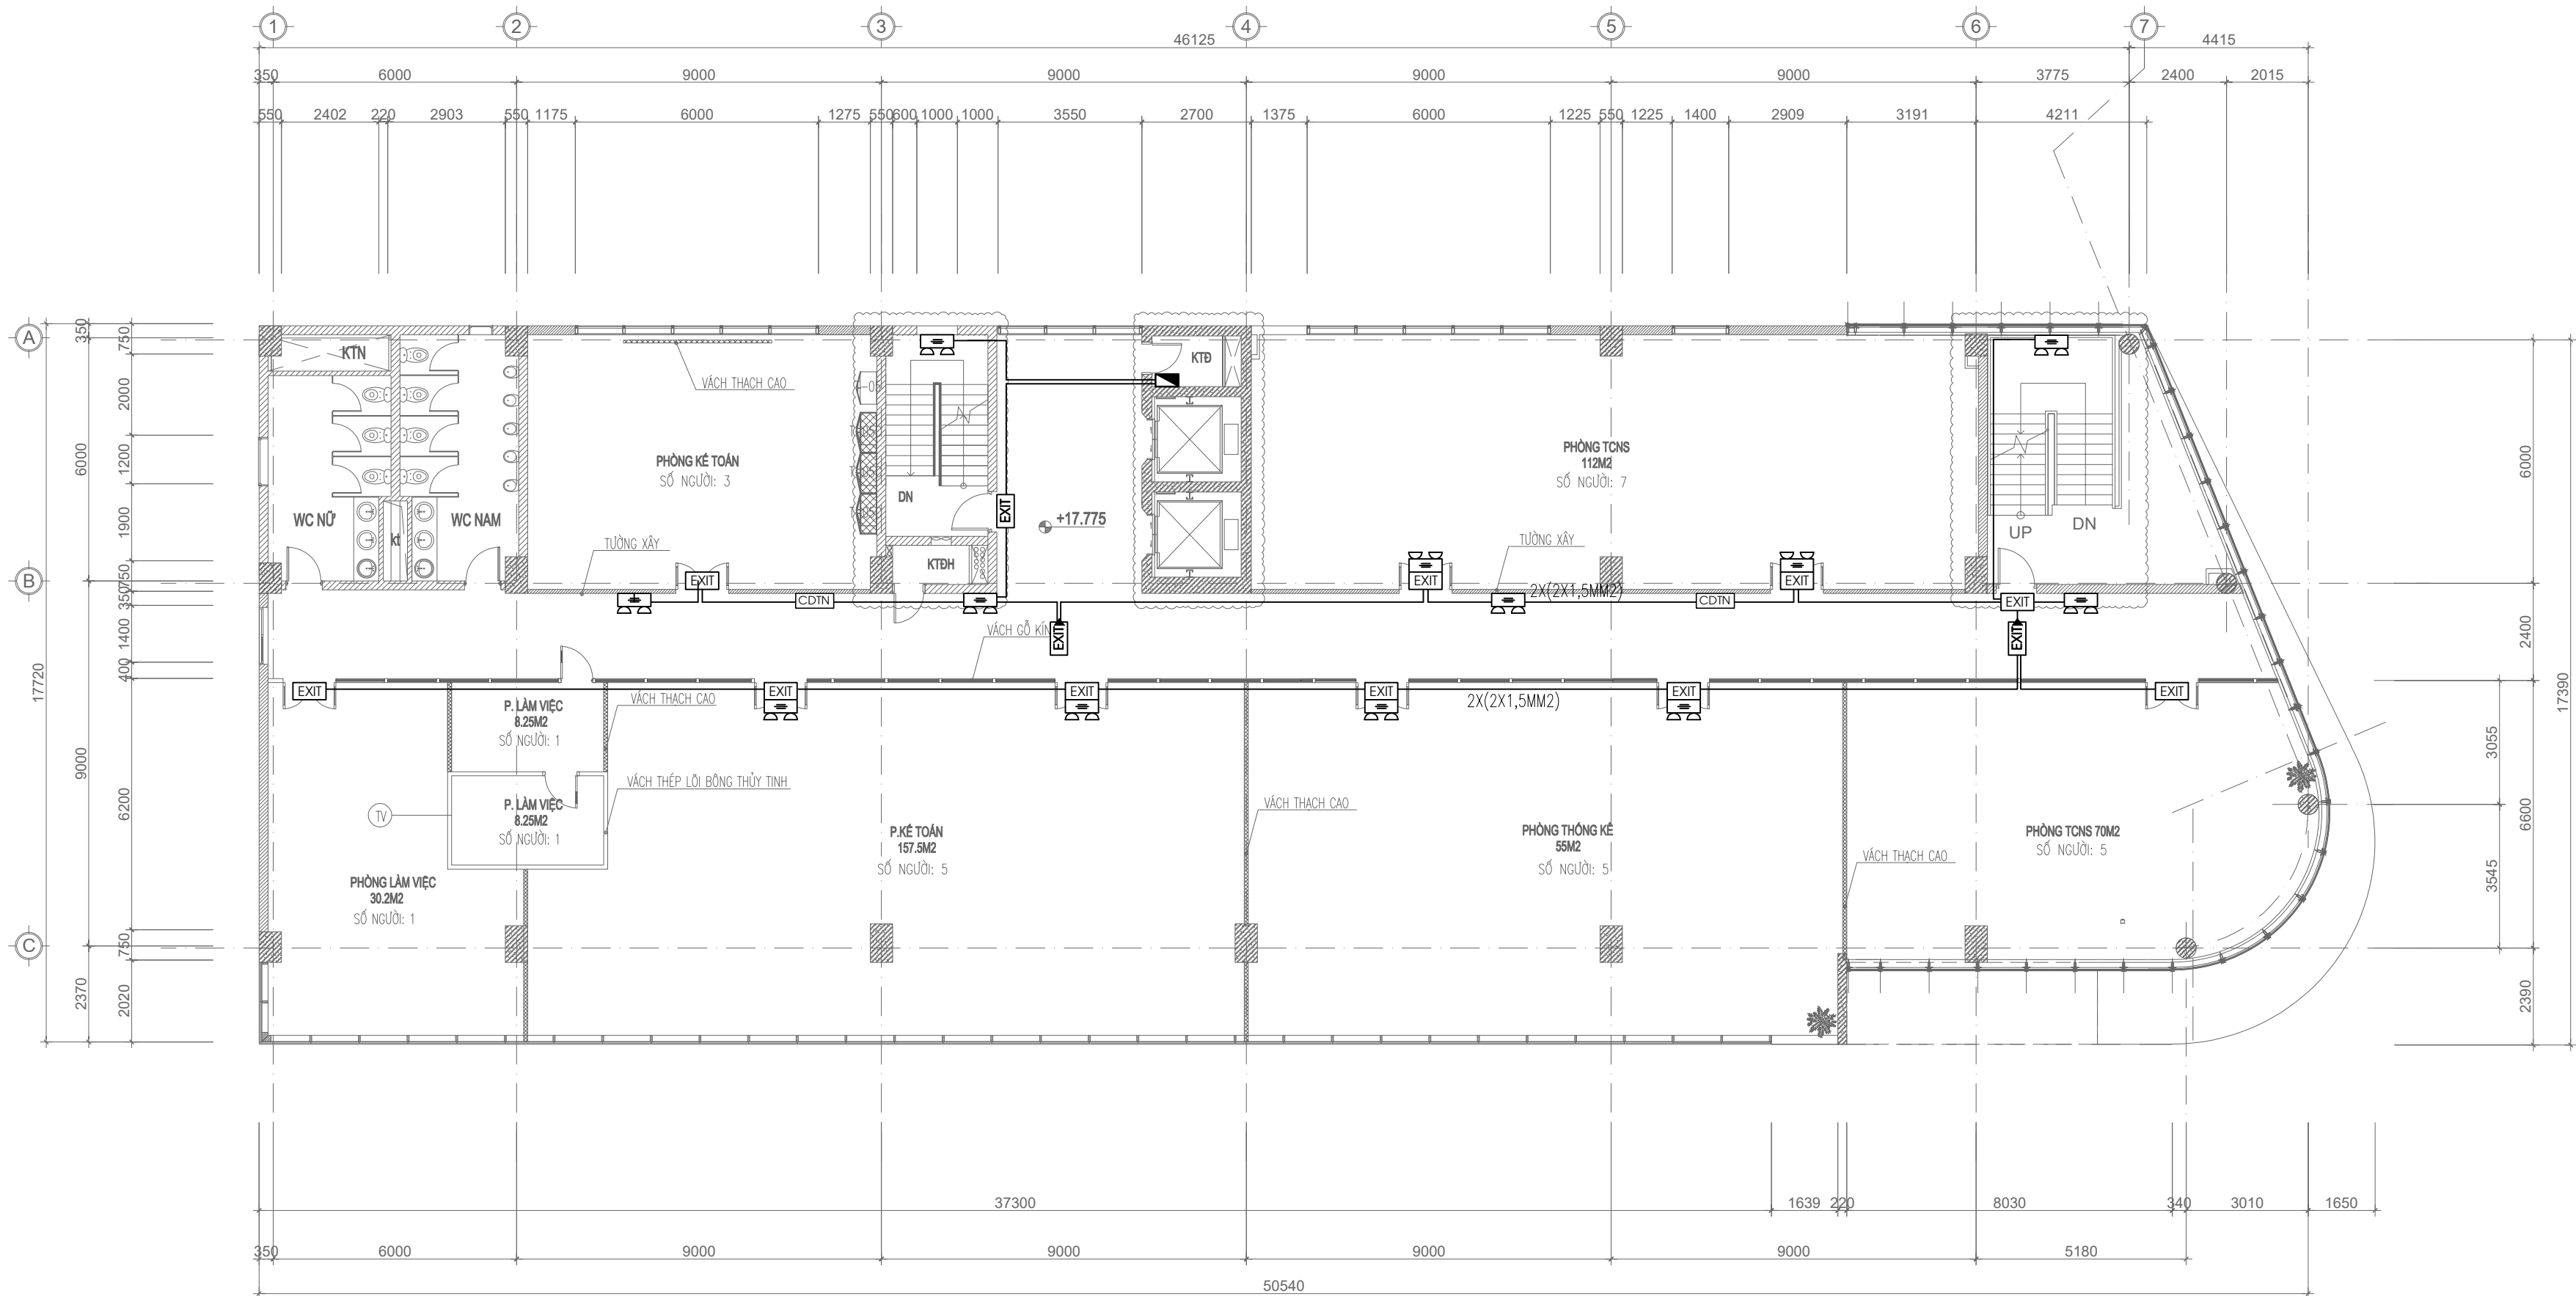 1 2 3 4 5 6 7
46125 4415
350 6000 9000 9000 9000 9000 3775 2400 2015
550 2402 220 2903 550 1175 6000 1275 550 600 1000 1000 3550 2700 1375 6000 1225 550 1225 1400 2909 3191 4211
A
B
C
17720
350
6000
9000
2370
750
2000
1200
1900
750
350
1400
400
6200
750
2020
KTN
VÁCH THẠCH CAO
KTĐ
PHÒNG KẾ TOÁN
SỐ NGƯỜI: 3
PHÒNG TCNS
112M2
SỐ NGƯỜI: 7
DN
EXIT
+17.775
WC NỮ
kt
WC NAM
UP
DN
TƯỜNG XÂY
TƯỜNG XÂY
KTĐH
EXIT
EXIT
EXIT
2X(2X1,5MM2)
CDTN
CDTN
EXIT
EXIT
VÁCH GỖ KÍN
EXIT
EXIT
EXIT
EXIT
EXIT
EXIT
EXIT
2X(2X1,5MM2)
P. LÀM VIỆC
8.25M2
SỐ NGƯỜI: 1
VÁCH THẠCH CAO
VÁCH THÉP LÕI BÔNG THỦY TINH
TV
P. LÀM VIỆC
8.25M2
SỐ NGƯỜI: 1
VÁCH THẠCH CAO
P.KẾ TOÁN
157.5M2
SỐ NGƯỜI: 5
PHÒNG THỐNG KÊ
55M2
SỐ NGƯỜI: 5
PHÒNG TCNS 70M2
SỐ NGƯỜI: 5
VÁCH THẠCH CAO
PHÒNG LÀM VIỆC
30.2M2
SỐ NGƯỜI: 1
3055
3545
6000
2400
6600
2390
17390
37300 1639 220 8030 340 3010 1650
350 6000 9000 9000 9000 9000 5180
50540